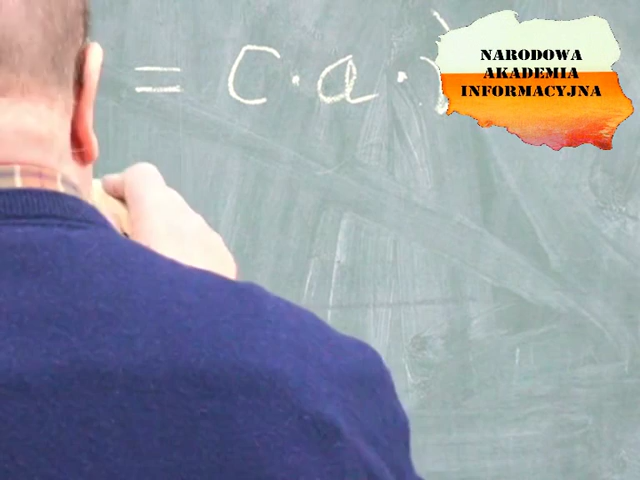 = C · a ·
NARODOWA
AKADEMIA
INFORMACYJNA